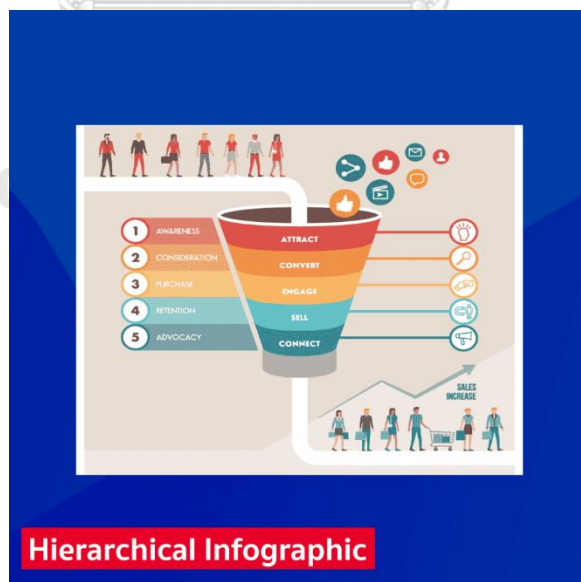 1 AWARENESS
ATTRACT
2 CONSIDERATION
CONVERT
3 PURCHASE
ENGAGE
4 RETENTION
SELL
5 ADVOCACY
CONNECT
SALES
INCREASE
Hierarchical Infographic